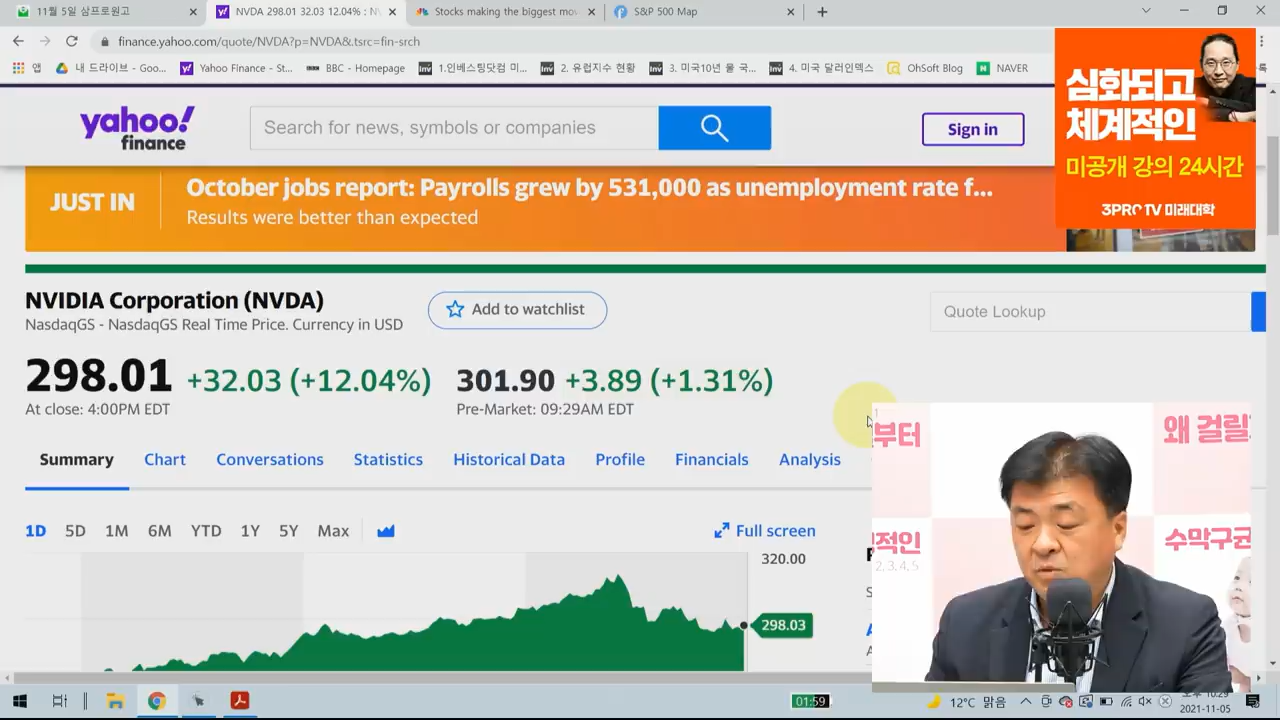 11월 5일 삼프로원고
NVDA 298.01 32.03 12.04% : N
Stocks making the biggest mo
S&P 500 Map
finance.yahoo.com/quote/NVDA?p=NVDA&.tsrc=fin-srch
앱
내 드라이브 - Goo...
Yahoo Finance - St...
BBC - Homepage
1.인베스팅닷컴 미...
2. 유럽지수 현황
3. 미국10년 물 국...
4. 미국 달러인덱스
OhSoft Blog
NAVER
yahoo!
finance
Search for news, symbols or companies
Sign in
심화되고
체계적인
미공개 강의 24시간
3PRO TV 미래대학
JUST IN
October jobs report: Payrolls grew by 531,000 as unemployment rate f...
Results were better than expected
NVIDIA Corporation (NVDA)
NasdaqGS - NasdaqGS Real Time Price. Currency in USD
Add to watchlist
Quote Lookup
298.01 +32.03 (+12.04%)
At close: 4:00PM EDT
301.90 +3.89 (+1.31%)
Pre-Market: 09:29AM EDT
Summary
Chart
Conversations
Statistics
Historical Data
Profile
Financials
Analysis
1D 5D 1M 6M YTD 1Y 5Y Max
Full screen
320.00
298.03
부터
왜 걸릴
적인
2,3,4,5
수막구균
01:59
12°C 맑음
2021-11-05